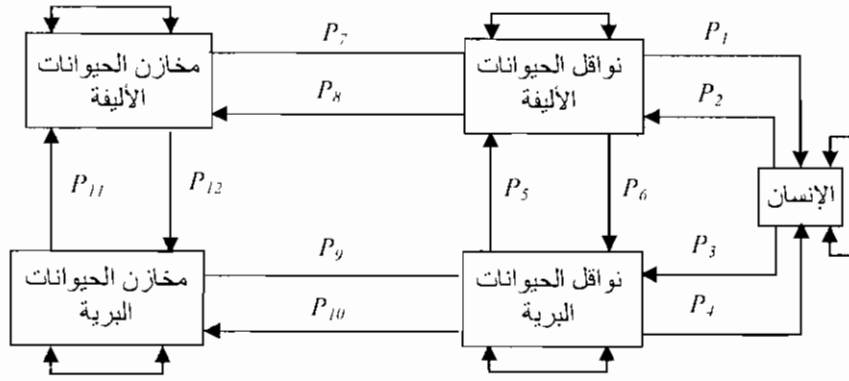 مخازن الحيوانات
الأليفة
P7
P8
نواقل الحيوانات
الأليفة
P1
P2
الإنسان
P11
P12
P5
P6
مخازن الحيوانات
البرية
P9
P10
نواقل الحيوانات
البرية
P3
P4